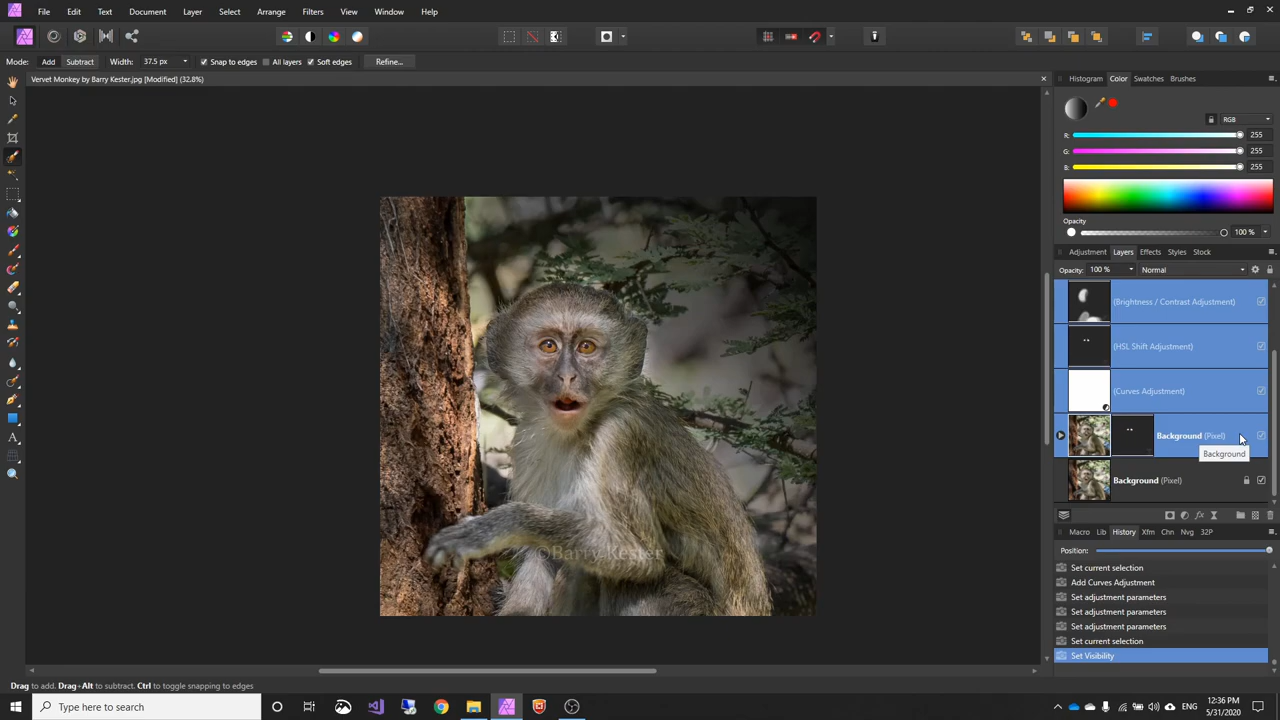 File Edit Text Document Layer Select Arrange Filters View Window Help
Mode: Add Subtract Width: 37.5 px Snap to edges All layers Soft edges Refine...
Vervet Monkey by Barry Kester.jpg [Modified] (32.8%)
Histogram Color Swatches Brushes
RGB
R: 255
G: 255
B: 255
Opacity
100 %
Adjustment Layers Effects Styles Stock
Opacity: 100 % Normal
(Brightness / Contrast Adjustment)
(HSL Shift Adjustment)
(Curves Adjustment)
Background (Pixel)
Background
Background (Pixel)
©Barry Kester
Macro Lib History Xfm Chn Nvg 32P
Position:
Set current selection
Add Curves Adjustment
Set adjustment parameters
Set adjustment parameters
Set adjustment parameters
Set current selection
Set Visibility
Drag to add. Drag+Alt to subtract. Ctrl to toggle snapping to edges
Type here to search
ENG
12:36 PM
5/31/2020